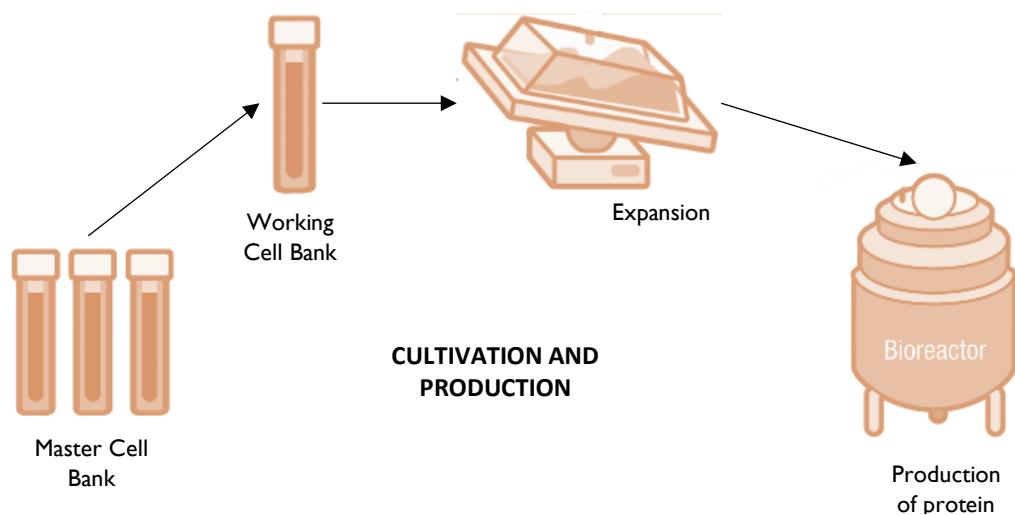 Working
Cell Bank
Expansion
Master Cell
Bank
CULTIVATION AND
PRODUCTION
Bioreactor
Production
of protein